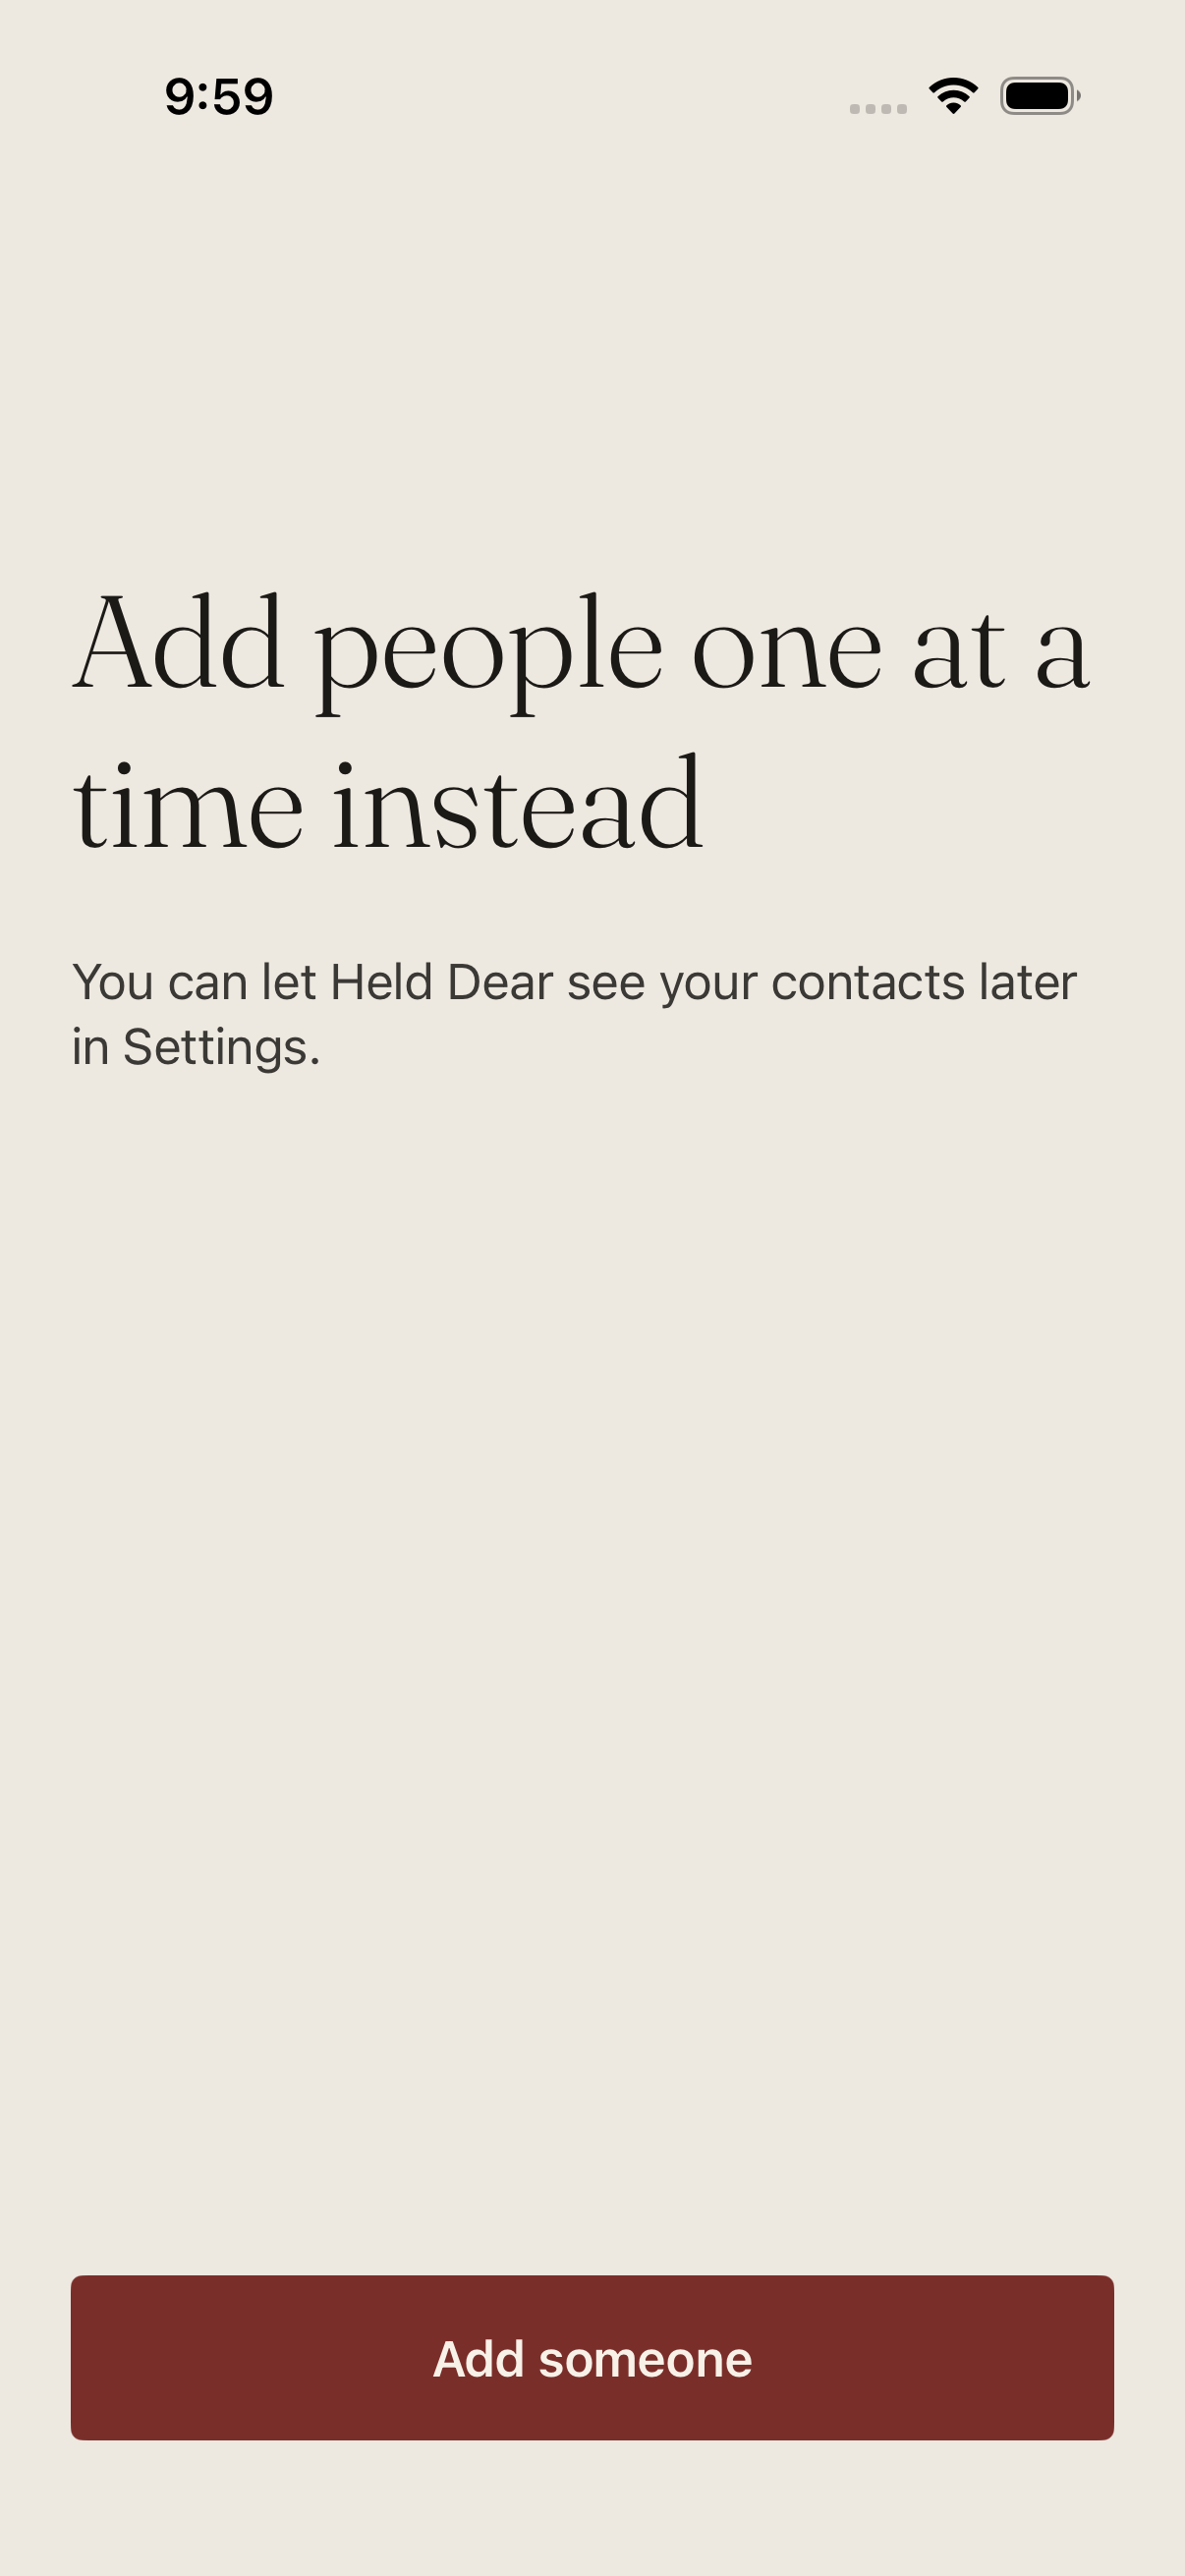 9:59
Add people one at a
time instead
You can let Held Dear see your contacts later
in Settings.
Add someone